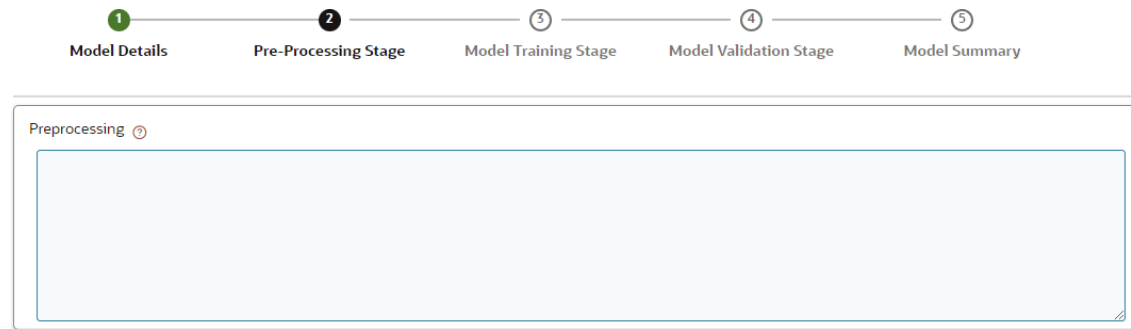 1 2 3 4 5
Model Details Pre-Processing Stage Model Training Stage Model Validation Stage Model Summary
Preprocessing ?